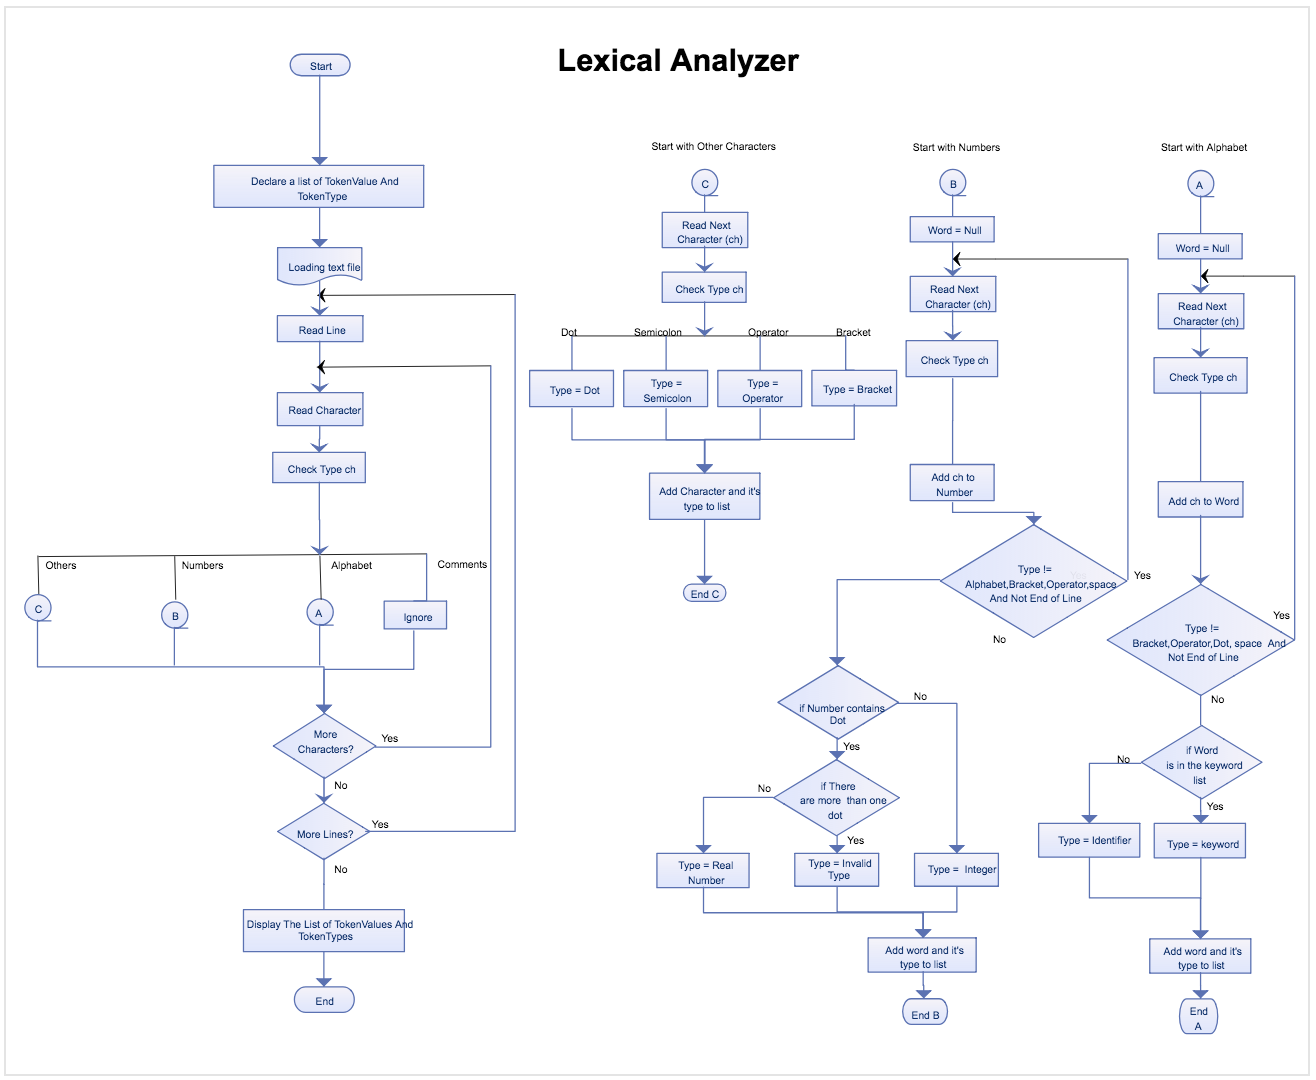 Lexical Analyzer
Start
Declare a list of TokenValue And
TokenType
Loading text file
Read Line
Read Character
Check Type ch
Others
Numbers
Alphabet
Comments
C
B
A
Ignore
More
Characters?
Yes
No
More Lines?
Yes
No
Display The List of TokenValues And
TokenTypes
End
Start with Other Characters
C
Read Next
Character (ch)
Check Type ch
Dot
Semicolon
Operator
Bracket
Type = Dot
Type =
Semicolon
Type =
Operator
Type = Bracket
Add Character and it's
type to list
End C
Start with Numbers
B
Word = Null
Read Next
Character (ch)
Check Type ch
Add ch to
Number
Type !=
Alphabet,Bracket,Operator,space
And Not End of Line
Yes
No
if Number contains
Dot
No
Yes
if There
are more than one
dot
No
Yes
Type = Real
Number
Type = Invalid
Type
Type = Integer
Add word and it's
type to list
End B
Start with Alphabet
A
Word = Null
Read Next
Character (ch)
Check Type ch
Add ch to Word
Type !=
Bracket,Operator,Dot, space And
Not End of Line
Yes
No
if Word
is in the keyword
list
No
Yes
Type = Identifier
Type = keyword
Add word and it's
type to list
End
A